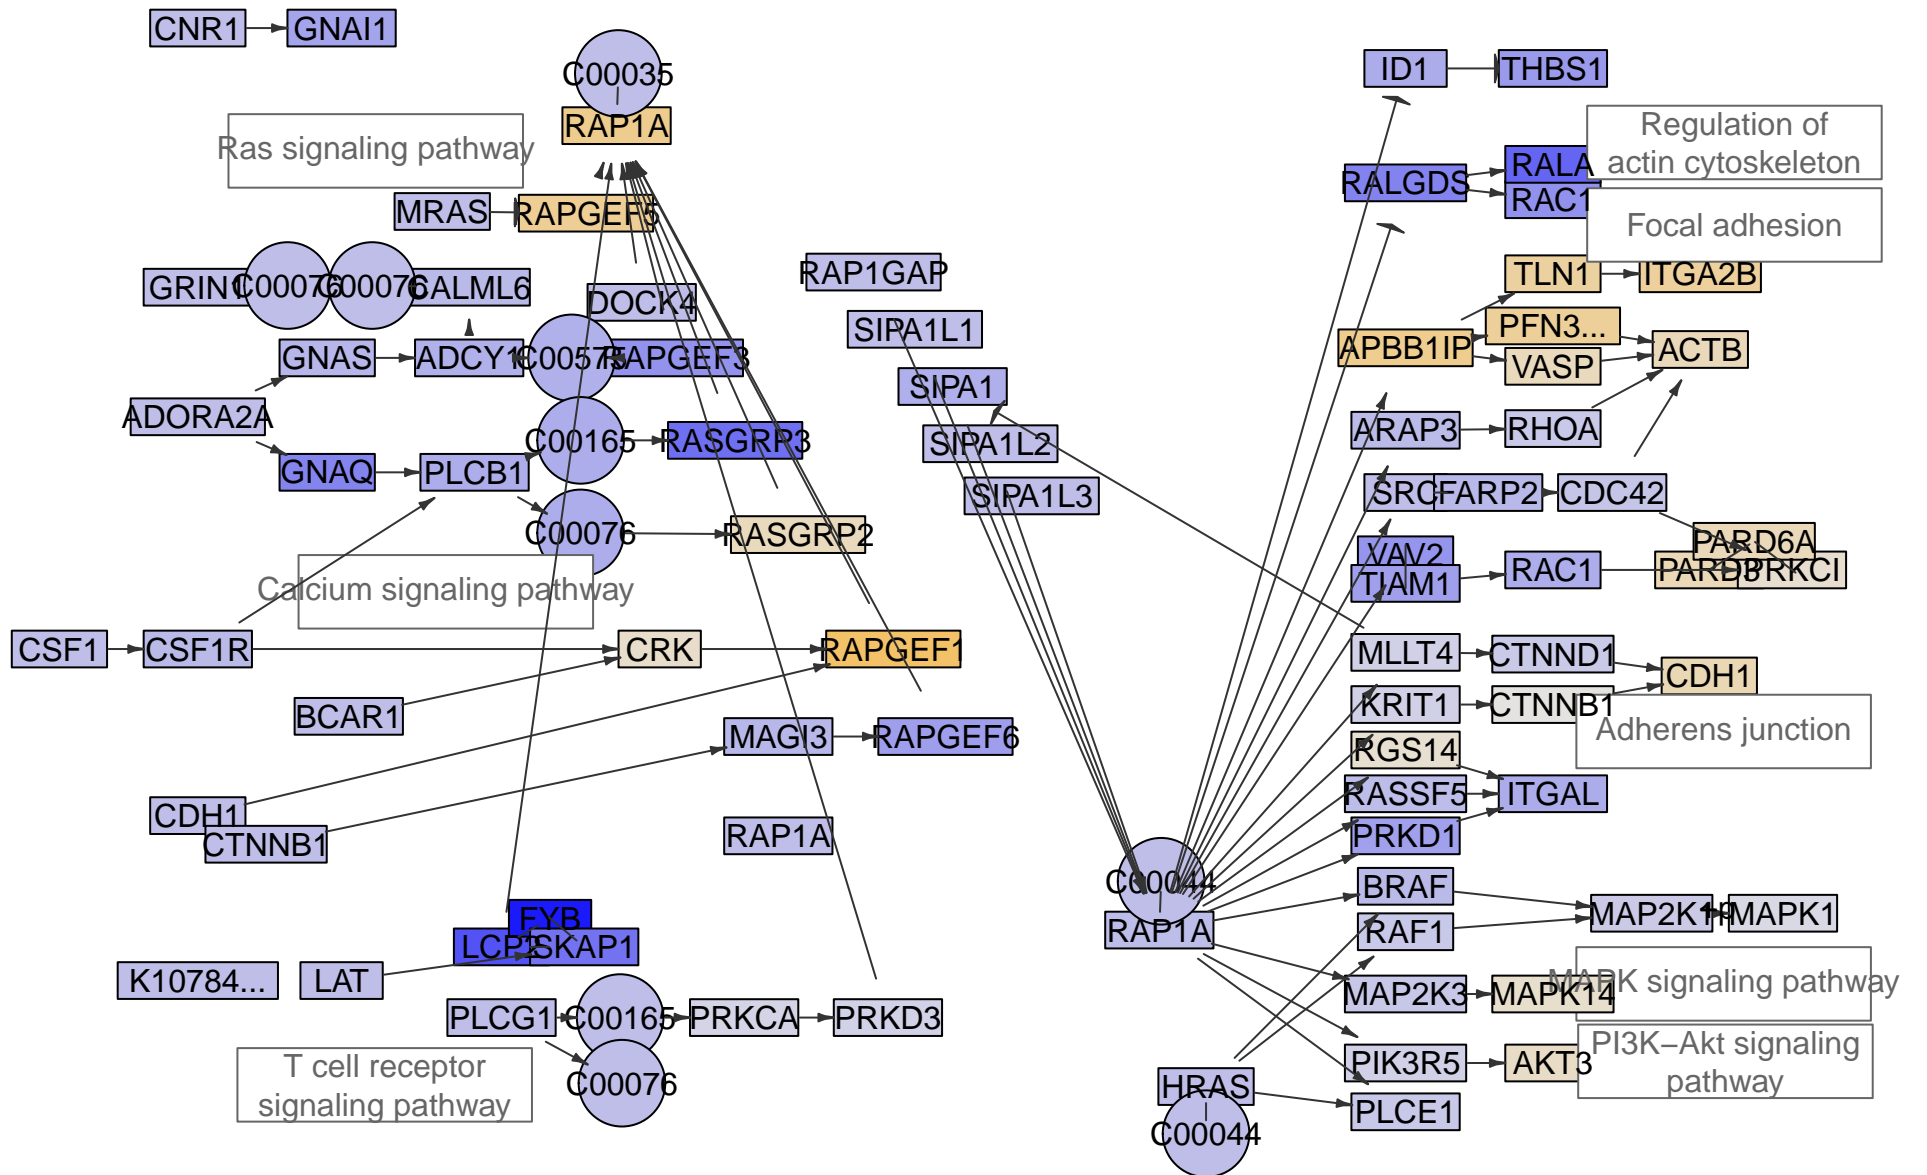 CNR1
GNAI1
C00035
RAP1A
Ras signaling pathway
MRAS
RAPGEF5
GRIN1
C00076
C00076
CALML6
DOCK4
GNAS
ADCY1
C00575
RAPGEF3
ADORA2A
C00165
RASGRP3
GNAQ
PLCB1
C00076
RASGRP2
Calcium signaling pathway
CSF1
CSF1R
CRK
RAPGEF1
BCAR1
MAGI3
RAPGEF6
CDH1
CTNNB1
RAP1A
FYB
LCP2
SKAP1
K10784...
LAT
PLCG1
C00165
PRKCA
PRKD3
T cell receptor
signaling pathway
C00076
RAP1GAP
SIPA1L1
SIPA1
SIPA1L2
SIPA1L3
C00044
RAP1A
HRAS
C00044
ID1
THBS1
Regulation of
actin cytoskeleton
RALGDS
RALA
RAC1
Focal adhesion
TLN1
ITGA2B
APBB1IP
PFN3...
VASP
ACTB
ARAP3
RHOA
SRC
FARP2
CDC42
VAV2
TIAM1
RAC1
PARD6A
PARD3
PRKCI
MLLT4
CTNND1
CDH1
KRIT1
CTNNB1
Adherens junction
RGS14
RASSF5
ITGAL
PRKD1
BRAF
RAF1
MAP2K1
MAPK1
MAP2K3
MAPK14
MAPK signaling pathway
PIK3R5
AKT3
PI3K−Akt signaling
pathway
PLCE1